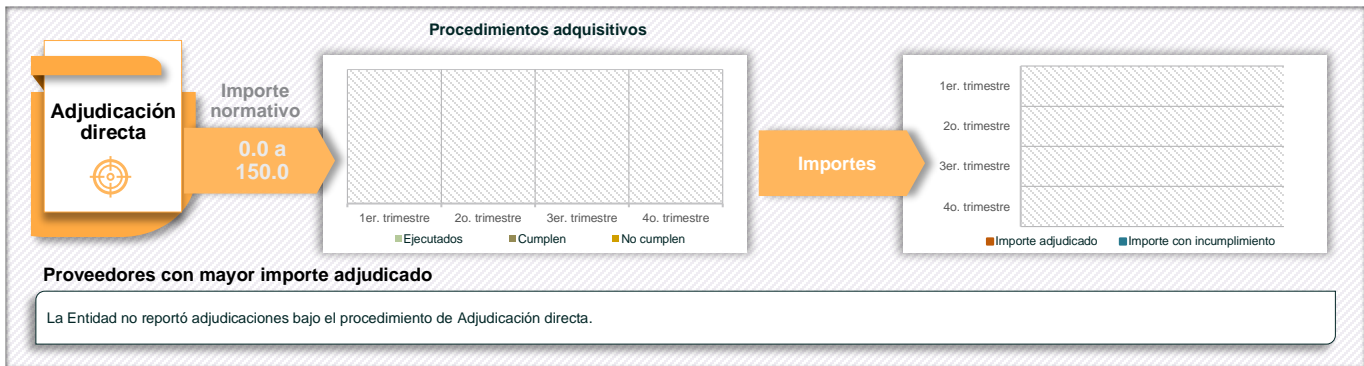 Procedimientos adquisitivos
Adjudicación
directa
Importe
normativo
0.0 a
150.0
1er. trimestre 2o. trimestre 3er. trimestre 4o. trimestre
Ejecutados Cumplen No cumplen
Importes
1er. trimestre
2o. trimestre
3er. trimestre
4o. trimestre
Importe adjudicado Importe con incumplimiento
Proveedores con mayor importe adjudicado
La Entidad no reportó adjudicaciones bajo el procedimiento de Adjudicación directa.